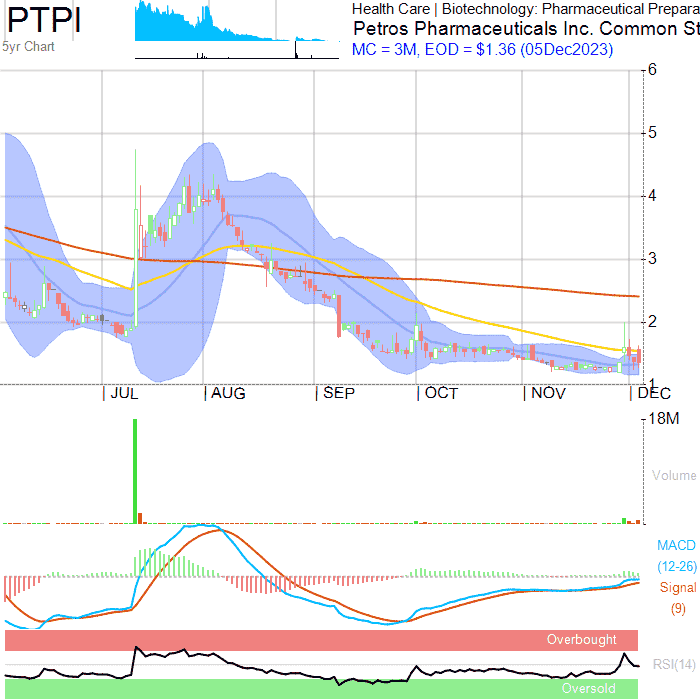 PTPI
5yr Chart
Health Care | Biotechnology: Pharmaceutical Prepara
Petros Pharmaceuticals Inc. Common St
MC = 3M, EOD = $1.36 (05Dec2023)
6
5
4
3
2
1
JUL
AUG
SEP
OCT
NOV
DEC
18M
Volume
MACD
(12-26)
Signal
(9)
Overbought
RSI(14)
Oversold